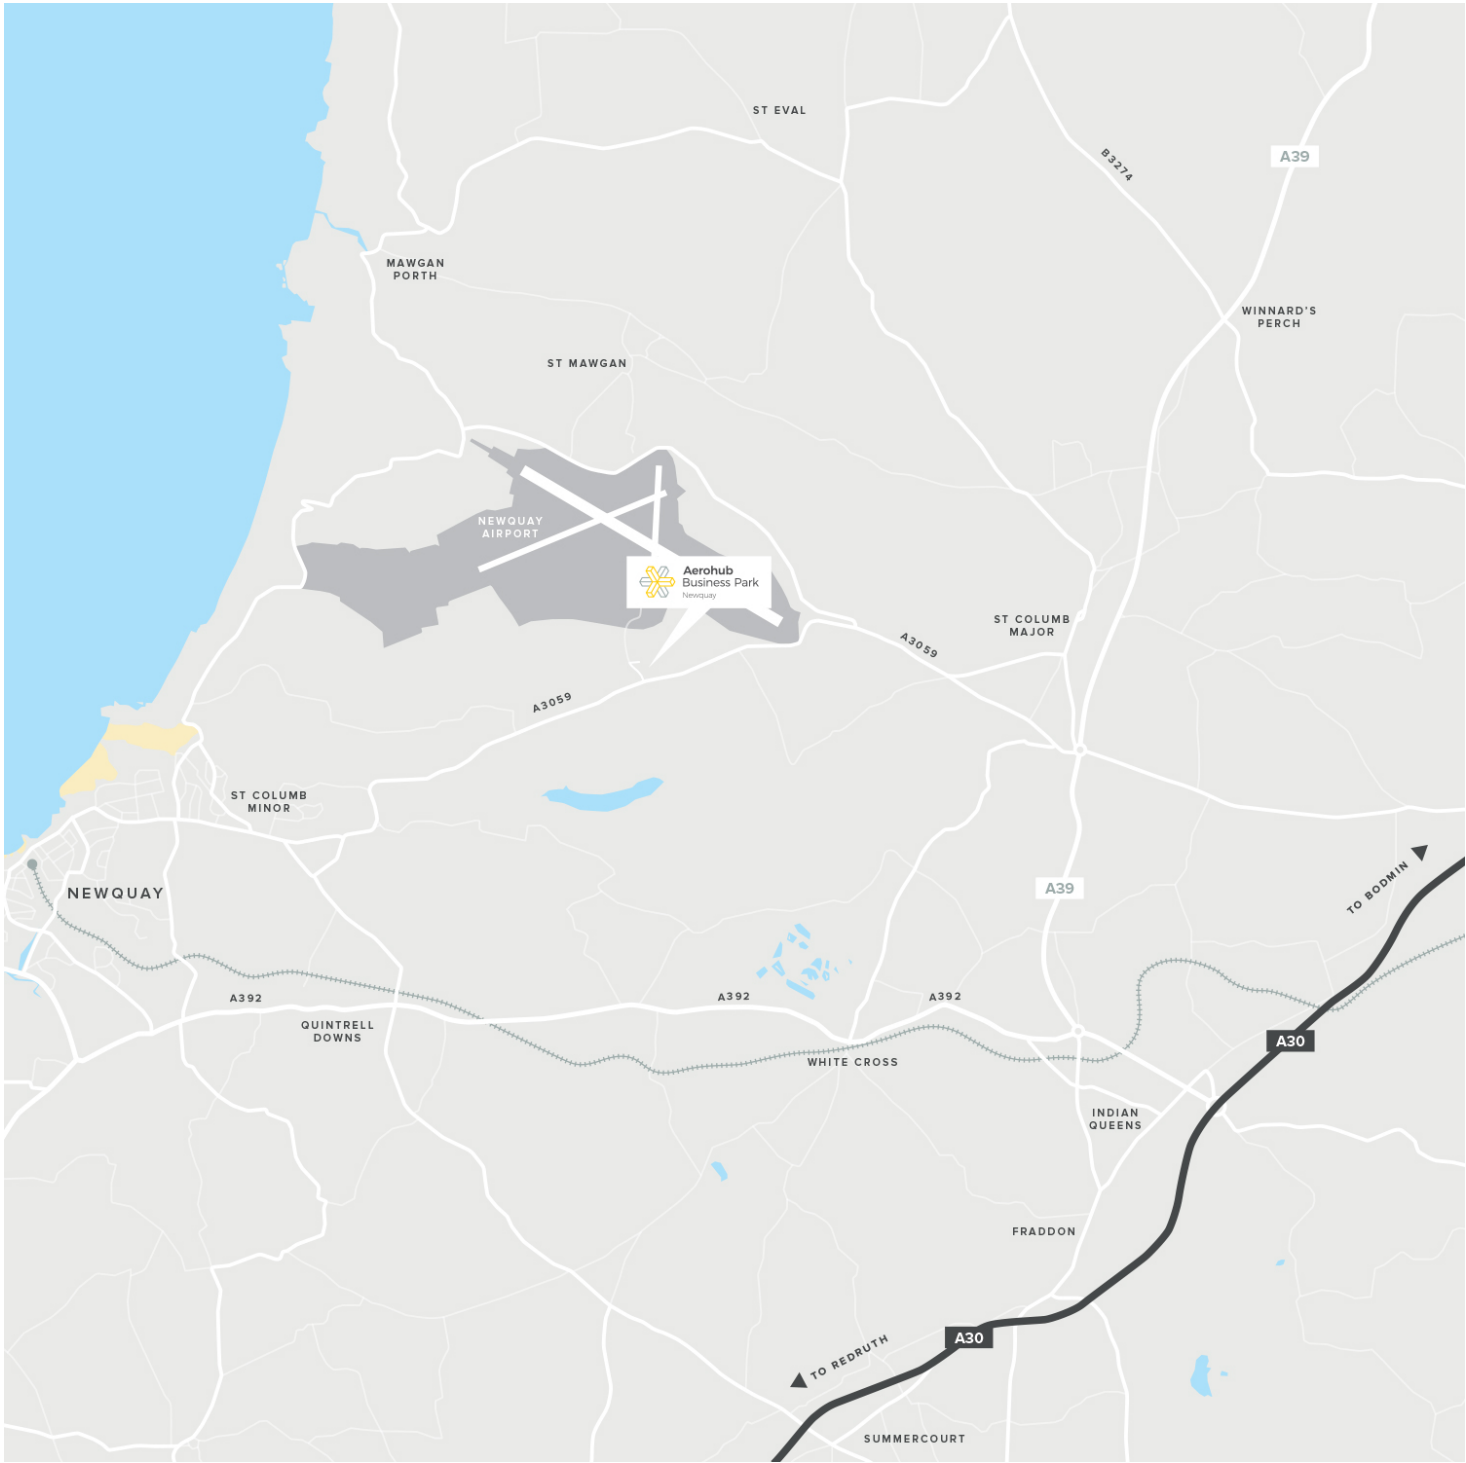 ST EVAL
B3274
A39
MAWGAN
PORTH
WINNARD'S
PERCH
ST MAWGAN
NEWQUAY
AIRPORT
Aerohub
Business Park
Newquay
ST COLUMB
MAJOR
A3059
A3059
ST COLUMB
MINOR
NEWQUAY
A39
TO BODMIN
A392
A392
A392
QUINTRELL
DOWNS
WHITE CROSS
A30
INDIAN
QUEENS
FRADDON
A30
TO REDRUTH
SUMMERCOURT